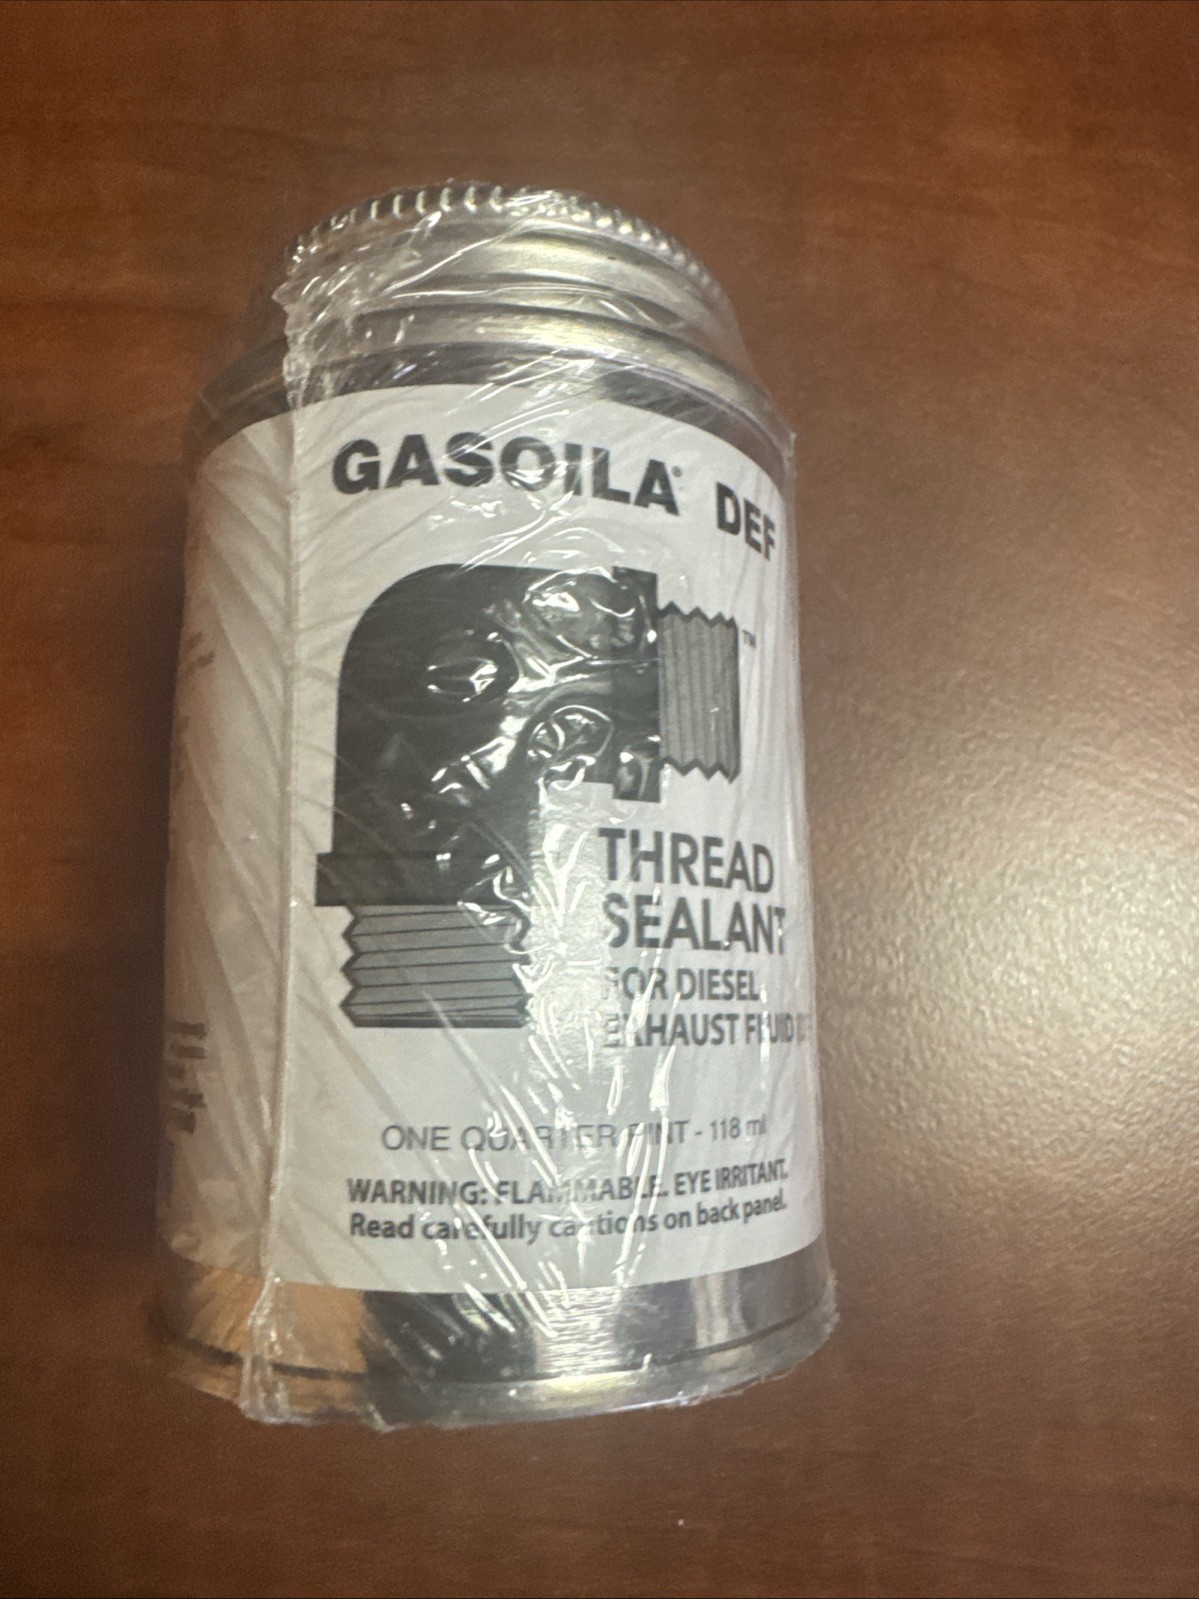 GASOILA® DEF
™
THREAD
SEALANT
FOR DIESEL
EXHAUST FLUID
ONE QUARTER PINT - 118 ml
WARNING: FLAMMABLE. EYE IRRITANT.
Read carefully cautions on back panel.